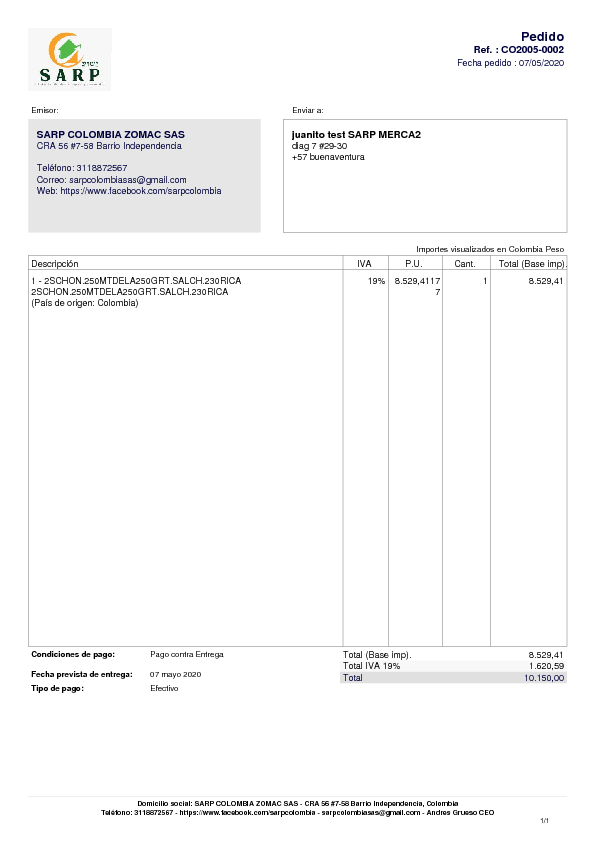 SARP
Pedido
Ref. : CO2005-0002
Fecha pedido : 07/05/2020
Emisor:
Enviar a:
SARP COLOMBIA ZOMAC SAS
CRA 56 #7-58 Barrio Independencia
Teléfono: 3118872567
Correo: sarpcolombiasas@gmail.com
Web: https://www.facebook.com/sarpcolombia
juanito test SARP MERCA2
diag 7 #29-30
+57 buenaventura
Importes visualizados en Colombia Peso
Descripción IVA P.U. Cant. Total (Base imp).
1 - 2SCHON.250MTDELA250GRT.SALCH.230RICA 19% 8.529,4117 1 8.529,41
2SCHON.250MTDELA250GRT.SALCH.230RICA 7
(País de origen: Colombia)
Condiciones de pago: Pago contra Entrega
Fecha prevista de entrega: 07 mayo 2020
Tipo de pago: Efectivo
Total (Base imp). 8.529,41
Total IVA 19% 1.620,59
Total 10.150,00
Domicilio social: SARP COLOMBIA ZOMAC SAS - CRA 56 #7-58 Barrio Independencia, Colombia
Teléfono: 3118872567 - https://www.facebook.com/sarpcolombia - sarpcolombiasas@gmail.com - Andres Grueso CEO
1/1